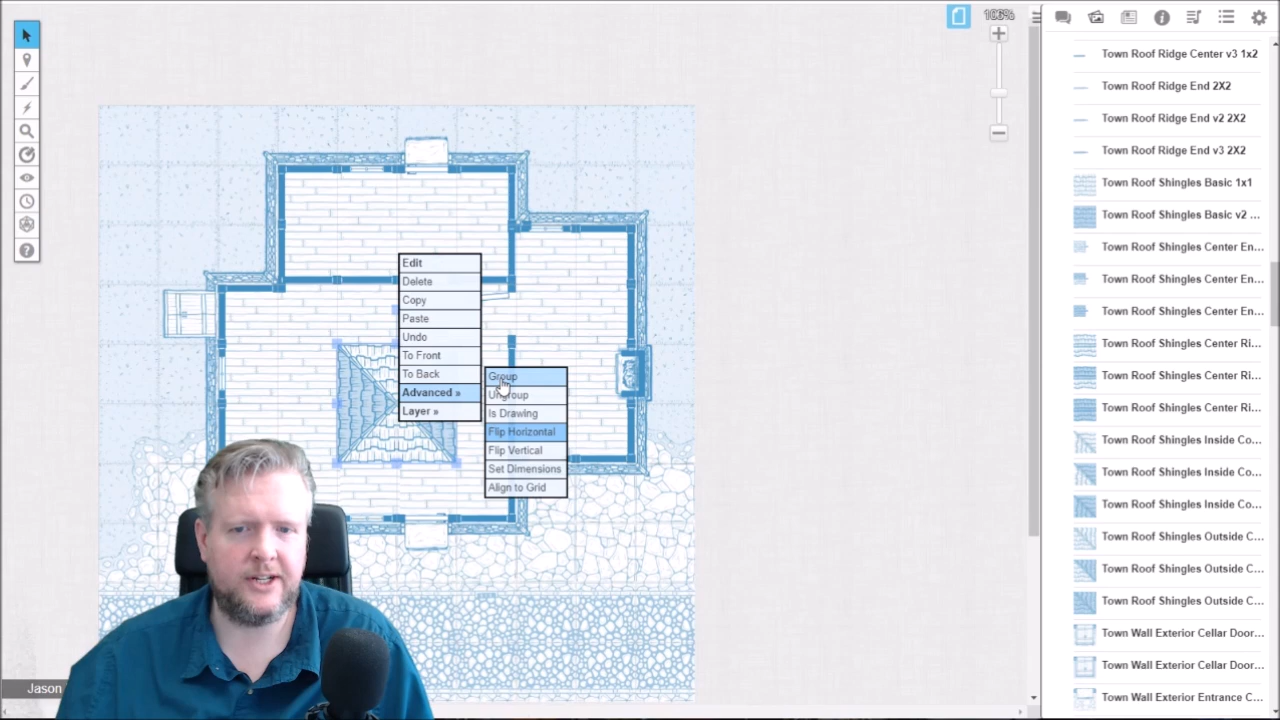 100%
Town Roof Ridge Center v3 1x2
Town Roof Ridge End 2X2
Town Roof Ridge End v2 2X2
Town Roof Ridge End v3 2X2
Town Roof Shingles Basic 1x1
Town Roof Shingles Basic v2 ...
Town Roof Shingles Center En...
Town Roof Shingles Center En...
Town Roof Shingles Center En...
Town Roof Shingles Center Ri...
Town Roof Shingles Center Ri...
Town Roof Shingles Center Ri...
Town Roof Shingles Inside Co...
Town Roof Shingles Inside Co...
Town Roof Shingles Inside Co...
Town Roof Shingles Outside C...
Town Roof Shingles Outside C...
Town Roof Shingles Outside C...
Town Wall Exterior Cellar Door...
Town Wall Exterior Cellar Door...
Town Wall Exterior Entrance C...
Edit
Delete
Copy
Paste
Undo
To Front
To Back
Advanced »
Layer »
Group
Ungroup
Is Drawing
Flip Horizontal
Flip Vertical
Set Dimensions
Align to Grid
Jason